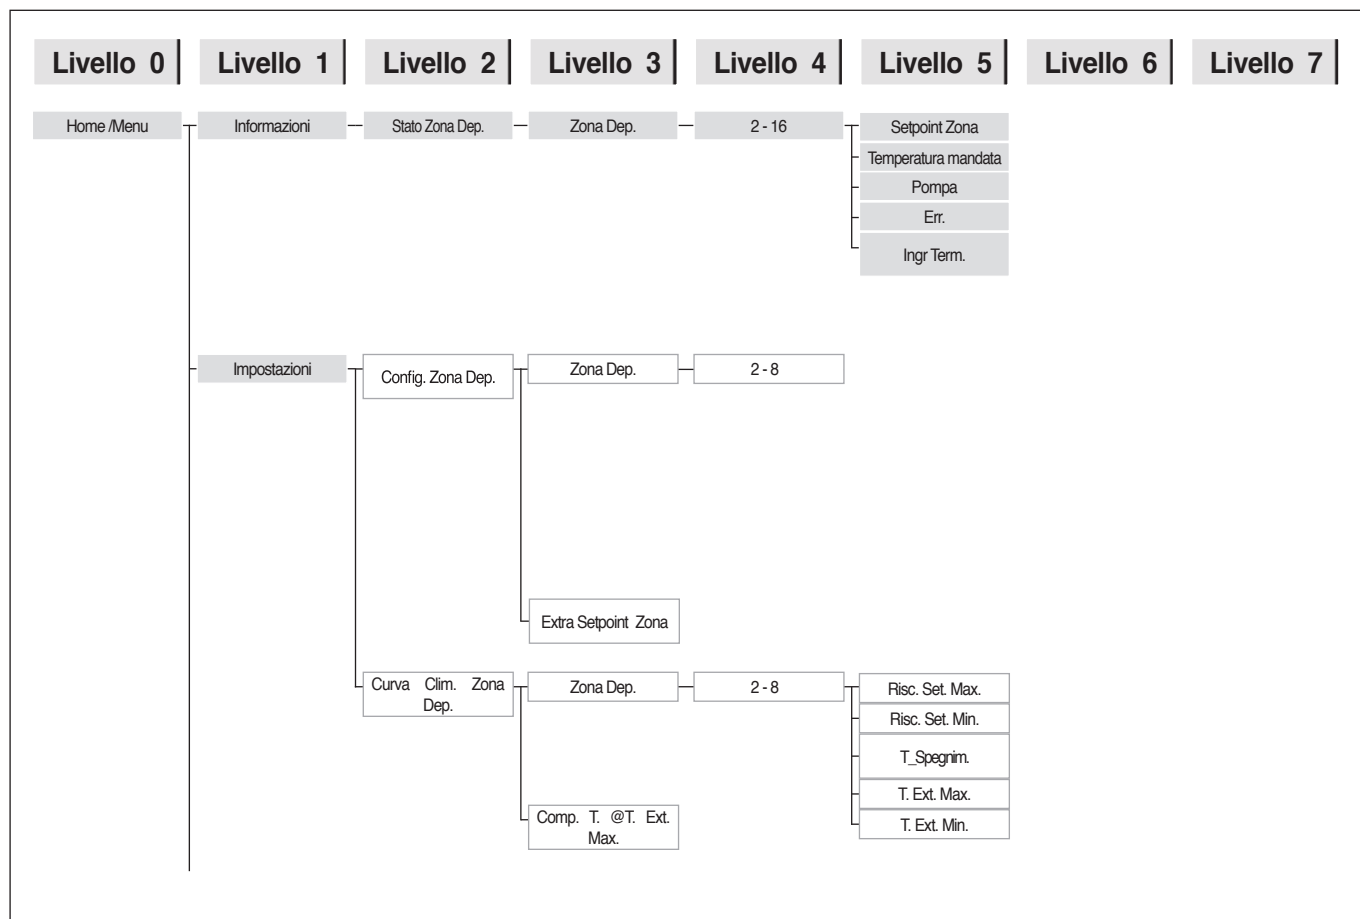 Livello 0 Livello 1 Livello 2 Livello 3 Livello 4 Livello 5 Livello 6 Livello 7
Home /Menu Informazioni Stato Zona Dep. Zona Dep. 2 - 16 Setpoint Zona
Temperatura mandata
Pompa
Err.
Ingr Term.
Impostazioni Config. Zona Dep. Zona Dep. 2 - 8
Extra Setpoint Zona
Curva Clim. Zona
Dep.
Zona Dep. 2 - 8 Risc. Set. Max.
Risc. Set. Min.
T_Spegnim.
T. Ext. Max.
T. Ext. Min.
Comp. T. @T. Ext.
Max.